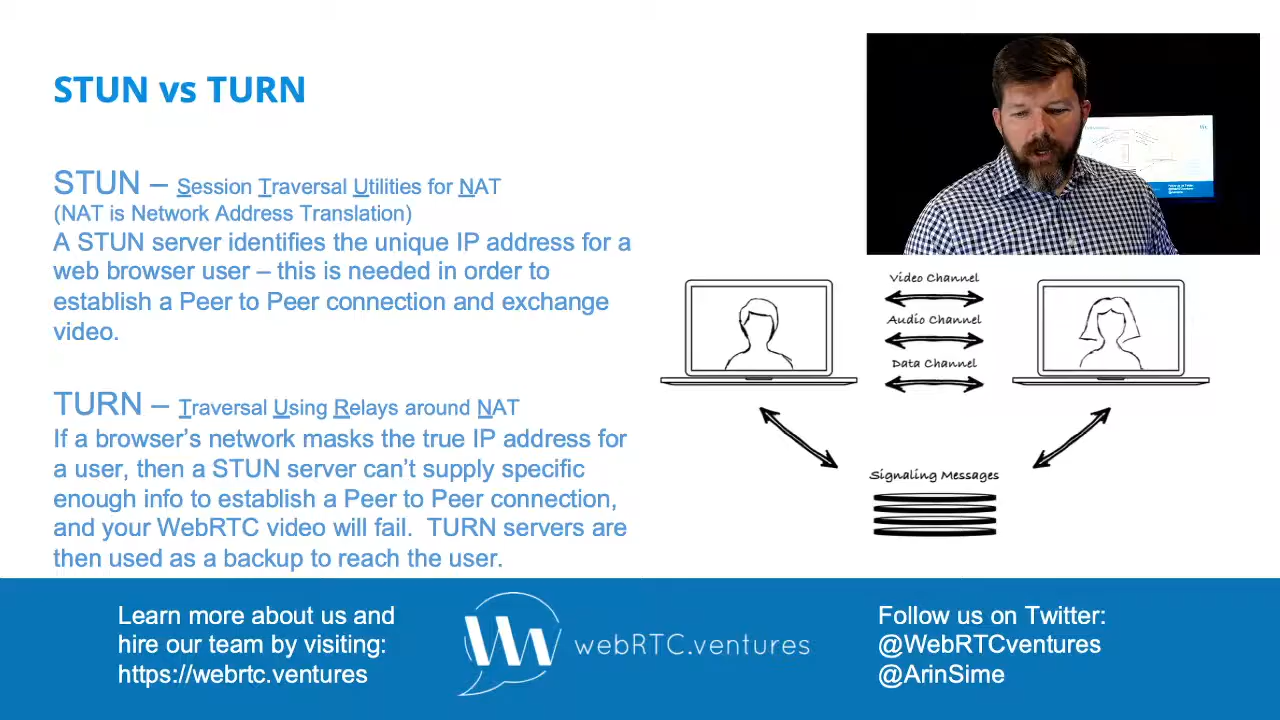 STUN vs TURN
STUN – Session Traversal Utilities for NAT
(NAT is Network Address Translation)
A STUN server identifies the unique IP address for a
web browser user – this is needed in order to
establish a Peer to Peer connection and exchange
video.
TURN – Traversal Using Relays around NAT
If a browser's network masks the true IP address for
a user, then a STUN server can't supply specific
enough info to establish a Peer to Peer connection,
and your WebRTC video will fail.  TURN servers are
then used as a backup to reach the user.
Video Channel
Audio Channel
Data Channel
Signaling Messages
Learn more about us and
hire our team by visiting:
https://webrtc.ventures
webRTC.ventures
Follow us on Twitter:
@WebRTCventures
@ArinSime